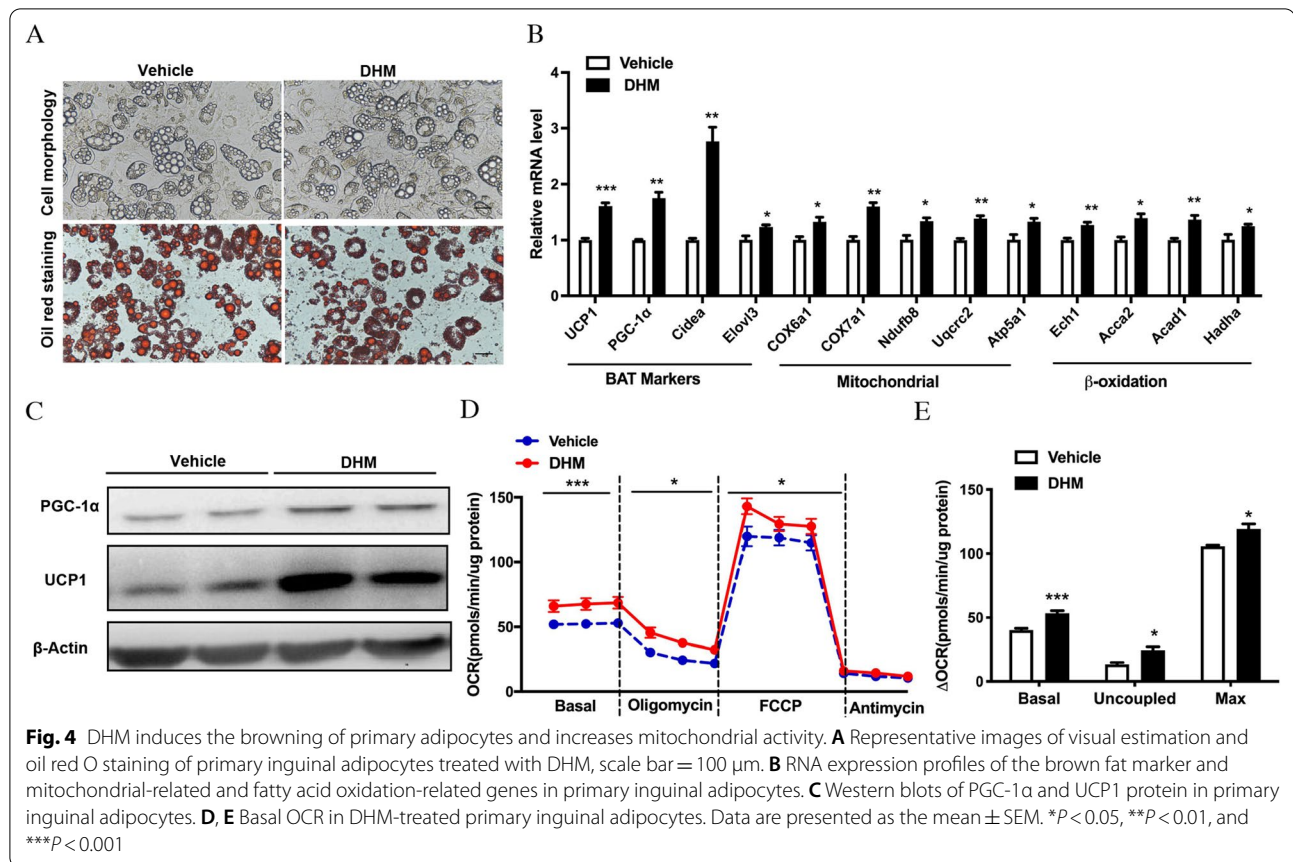 A
Vehicle
DHM
Cell morphology
Oil red staining
B
Vehicle
DHM
Relative mRNA level
4
3
2
1
0
***
**
**
*
*
**
*
**
*
**
*
**
*
UCP1
PGC-1α
Cidea
Elovl3
COX6a1
COX7a1
Ndufb8
Uqcrc2
Atp5a1
Ech1
Acca2
Acad1
Hadha
BAT Markers
Mitochondrial
β-oxidation
C
Vehicle
DHM
PGC-1α
UCP1
β-Actin
D
Vehicle
DHM
OCR(pmols/min/ug protein)
150
100
50
0
***
*
*
Basal
Oligomycin
FCCP
Antimycin
E
Vehicle
DHM
ΔOCR(pmols/min/ug protein)
150
100
50
0
***
*
*
Basal
Uncoupled
Max
Fig. 4 DHM induces the browning of primary adipocytes and increases mitochondrial activity. A Representative images of visual estimation and
oil red O staining of primary inguinal adipocytes treated with DHM, scale bar = 100 μm. B RNA expression profiles of the brown fat marker and
mitochondrial-related and fatty acid oxidation-related genes in primary inguinal adipocytes. C Western blots of PGC-1α and UCP1 protein in primary
inguinal adipocytes. D, E Basal OCR in DHM-treated primary inguinal adipocytes. Data are presented as the mean ± SEM. *P < 0.05, **P < 0.01, and
***P < 0.001